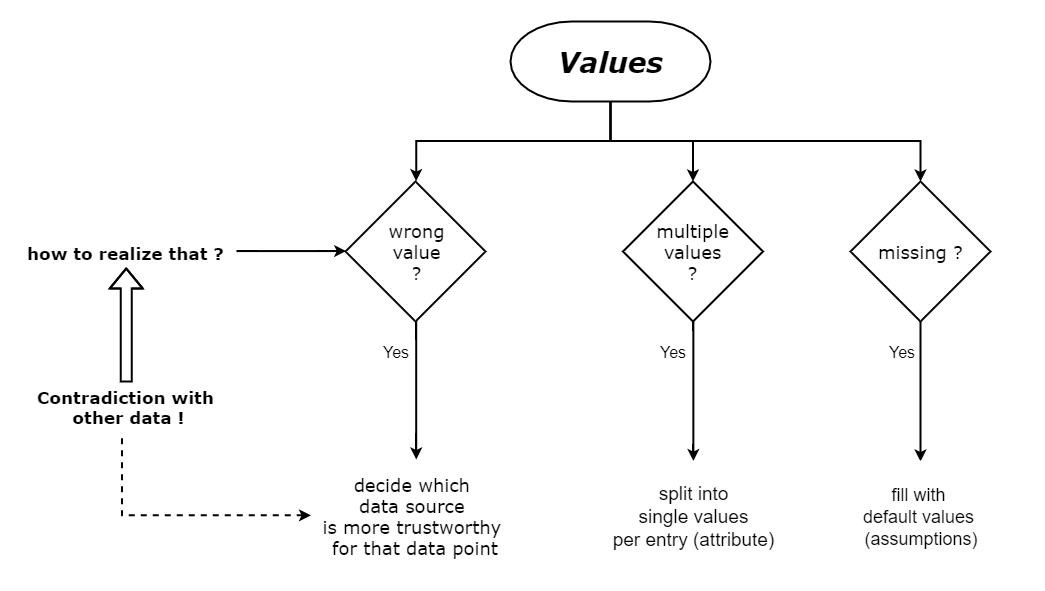 Values
wrong
value
?
multiple
values
?
missing ?
how to realize that ?
Yes
Yes
Yes
Contradiction with
other data !
decide which
data source
is more trustworthy
for that data point
split into
single values
per entry (attribute)
fill with
default values
(assumptions)